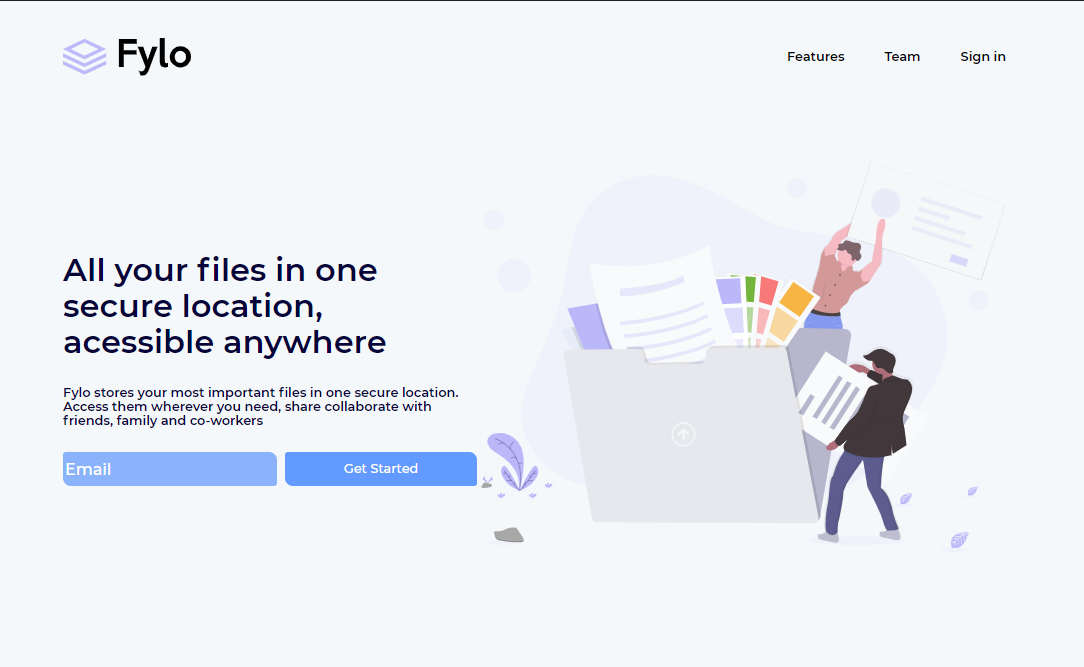 Fylo
Features
Team
Sign in
All your files in one
secure location,
acessible anywhere
Fylo stores your most important files in one secure location.
Access them wherever you need, share collaborate with
friends, family and co-workers
Email
Get Started